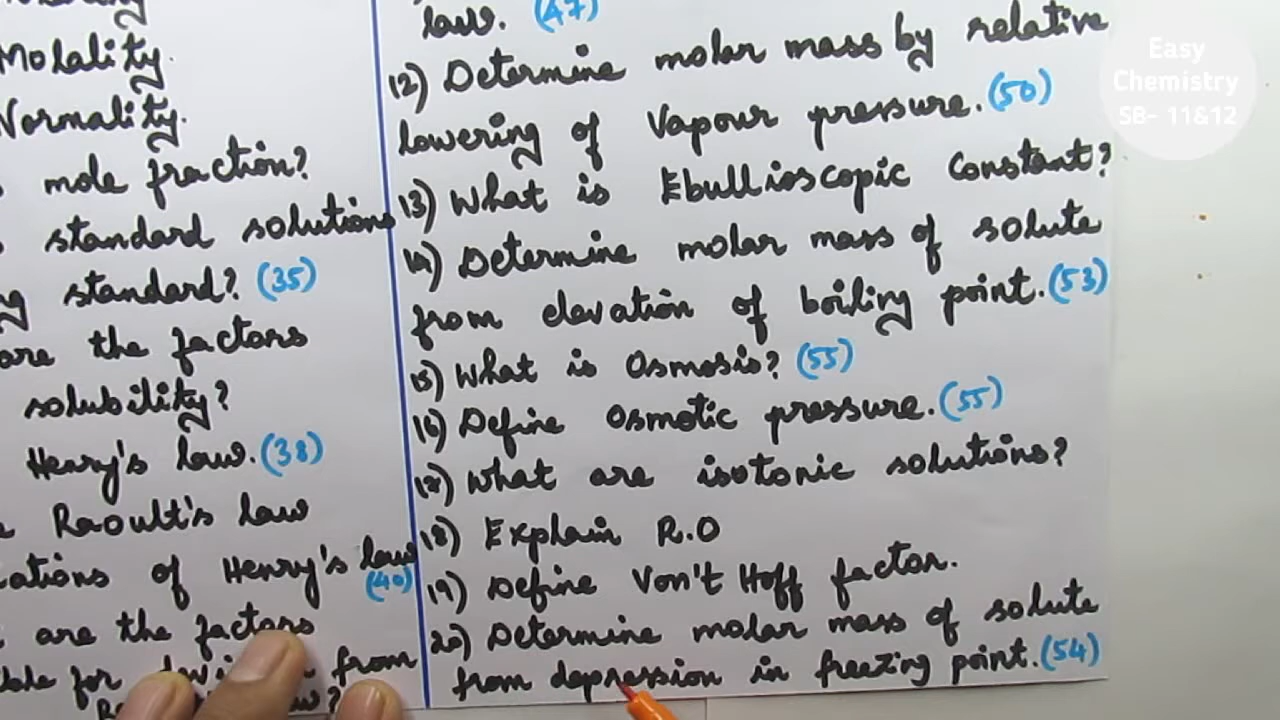 Molality.
Normality.
mole fraction?
standard solutions
standard? (35)
are the factors
solubility?
Henry's law. (38)
Raoult's law
of Henry's law
(40)
are the factors
for from
law. (47)
12) Determine molar mass by relative
lowering of Vapour pressure. (50)
13) What is Ebullioscopic Constant?
14) Determine molar mass of solute
from elevation of boiling point. (53)
15) What is Osmosis? (55)
16) Define Osmotic pressure. (55)
17) What are isotonic solutions?
18) Explain R.O
19) Define Von't Hoff factor.
20) Determine molar mass of solute
from depression in freezing point. (54)
Easy
Chemistry
SB- 11&12